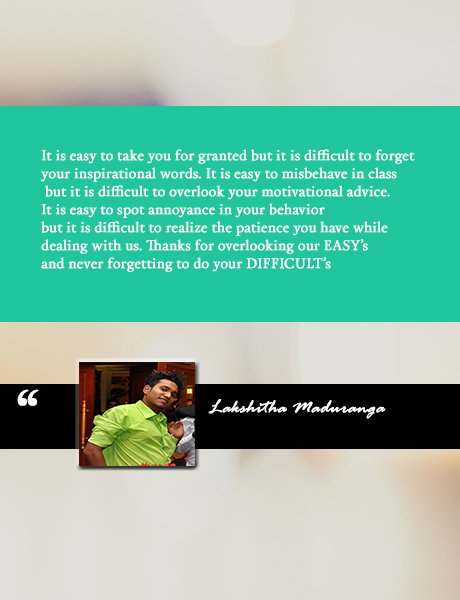 It is easy to take you for granted but it is difficult to forget
your inspirational words. It is easy to misbehave in class
but it is difficult to overlook your motivational advice.
It is easy to spot annoyance in your behavior
but it is difficult to realize the patience you have while
dealing with us. Thanks for overlooking our EASY’s
and never forgetting to do your DIFFICULT’s
“
Lakshitha Maduranga